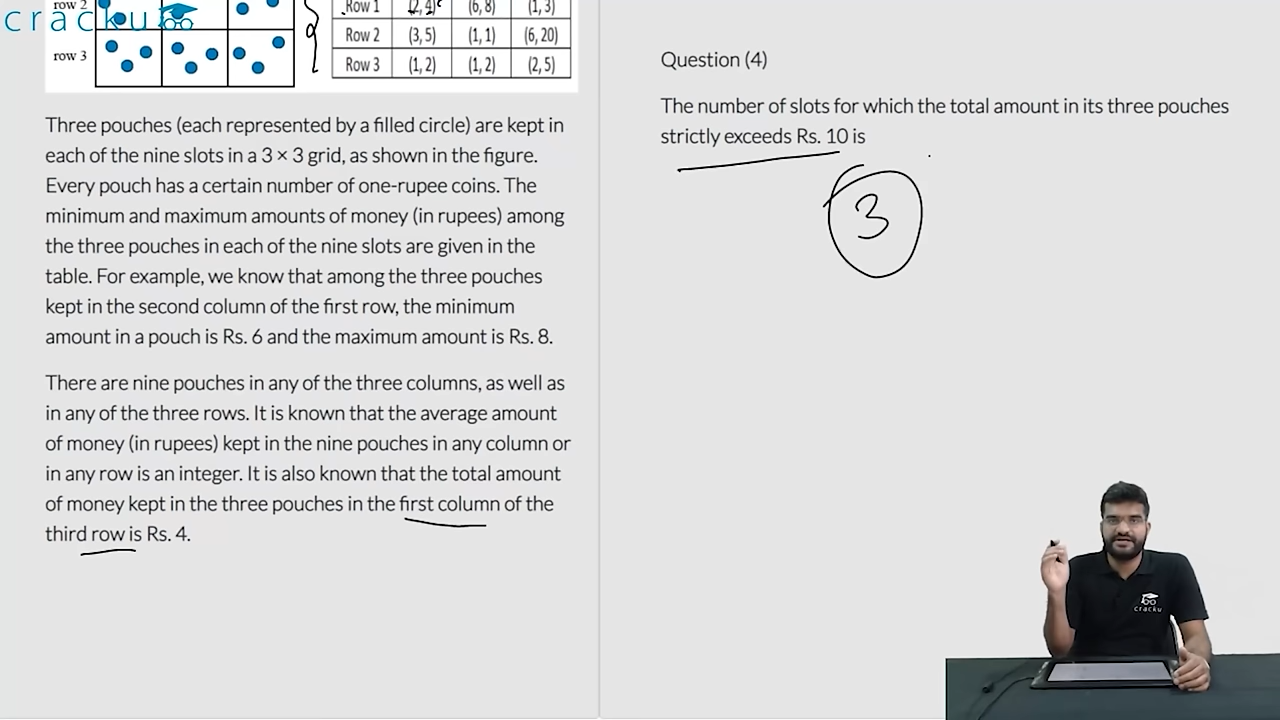 cracku
row 2
Row 1 (2, 4) (6, 8) (1, 3)
Row 2 (3, 5) (1, 1) (6, 20)
row 3
Row 3 (1, 2) (1, 2) (2, 5)
Three pouches (each represented by a filled circle) are kept in
each of the nine slots in a 3 × 3 grid, as shown in the figure.
Every pouch has a certain number of one-rupee coins. The
minimum and maximum amounts of money (in rupees) among
the three pouches in each of the nine slots are given in the
table. For example, we know that among the three pouches
kept in the second column of the first row, the minimum
amount in a pouch is Rs. 6 and the maximum amount is Rs. 8.
There are nine pouches in any of the three columns, as well as
in any of the three rows. It is known that the average amount
of money (in rupees) kept in the nine pouches in any column or
in any row is an integer. It is also known that the total amount
of money kept in the three pouches in the first column of the
third row is Rs. 4.
Question (4)
The number of slots for which the total amount in its three pouches
strictly exceeds Rs. 10 is
3
cracku